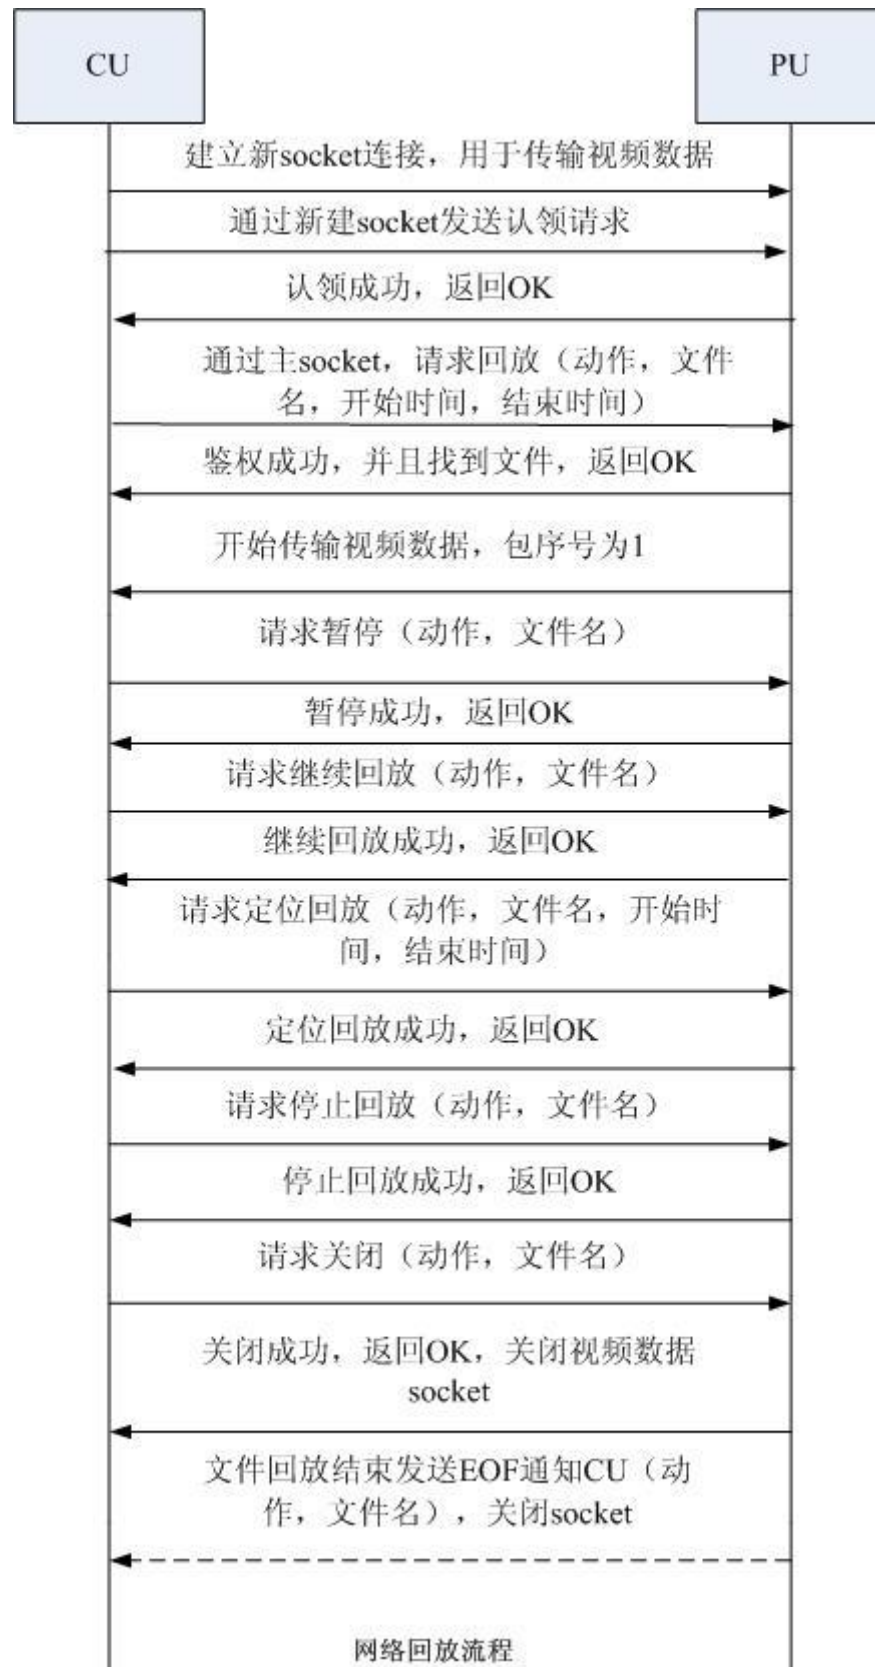 CU
PU
建立新socket连接，用于传输视频数据
通过新建socket发送认领请求
认领成功，返回OK
通过主socket，请求回放（动作，文件
名，开始时间，结束时间）
鉴权成功，并且找到文件，返回OK
开始传输视频数据，包序号为1
请求暂停（动作，文件名）
暂停成功，返回OK
请求继续回放（动作，文件名）
继续回放成功，返回OK
请求定位回放（动作，文件名，开始时
间，结束时间）
定位回放成功，返回OK
请求停止回放（动作，文件名）
停止回放成功，返回OK
请求关闭（动作，文件名）
关闭成功，返回OK，关闭视频数据
socket
文件回放结束发送EOF通知CU（动
作，文件名），关闭socket
网络回放流程